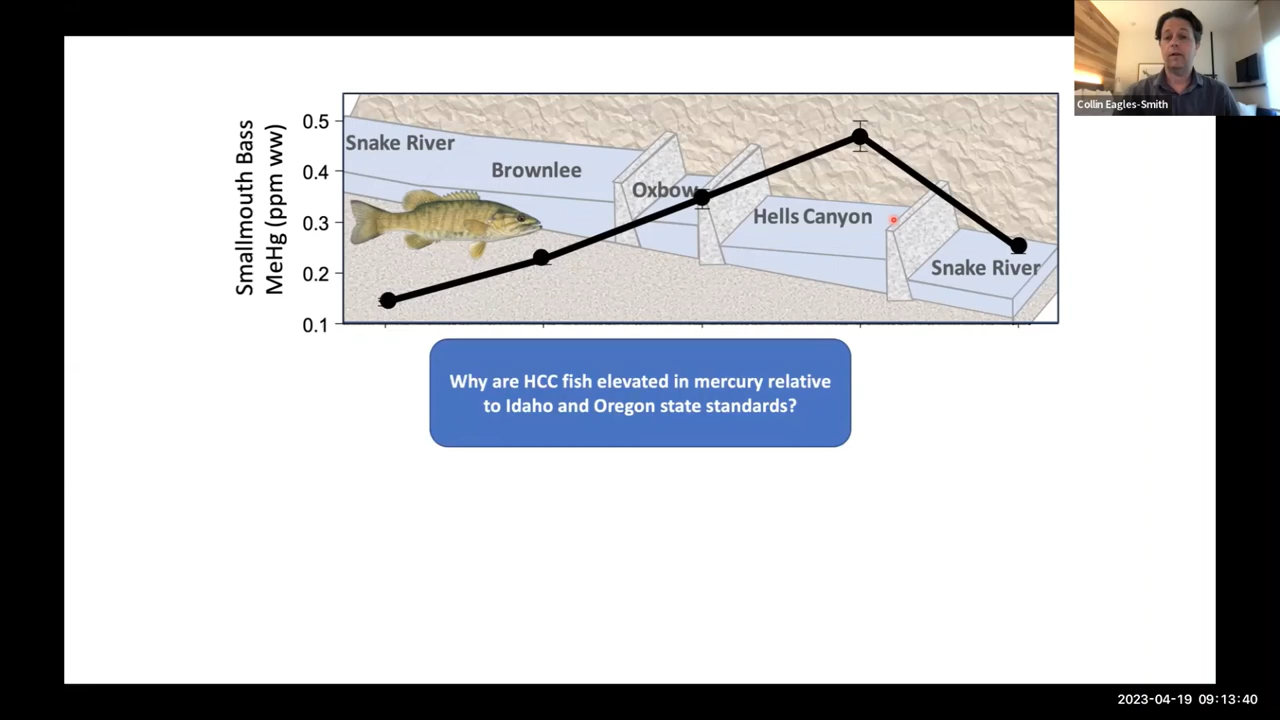 Collin Eagles-Smith
Smallmouth Bass
MeHg (ppm ww)
0.5
0.4
0.3
0.2
0.1
Snake River
Brownlee
Oxbow
Hells Canyon
Snake River
Why are HCC fish elevated in mercury relative
to Idaho and Oregon state standards?
2023-04-19 09:13:40